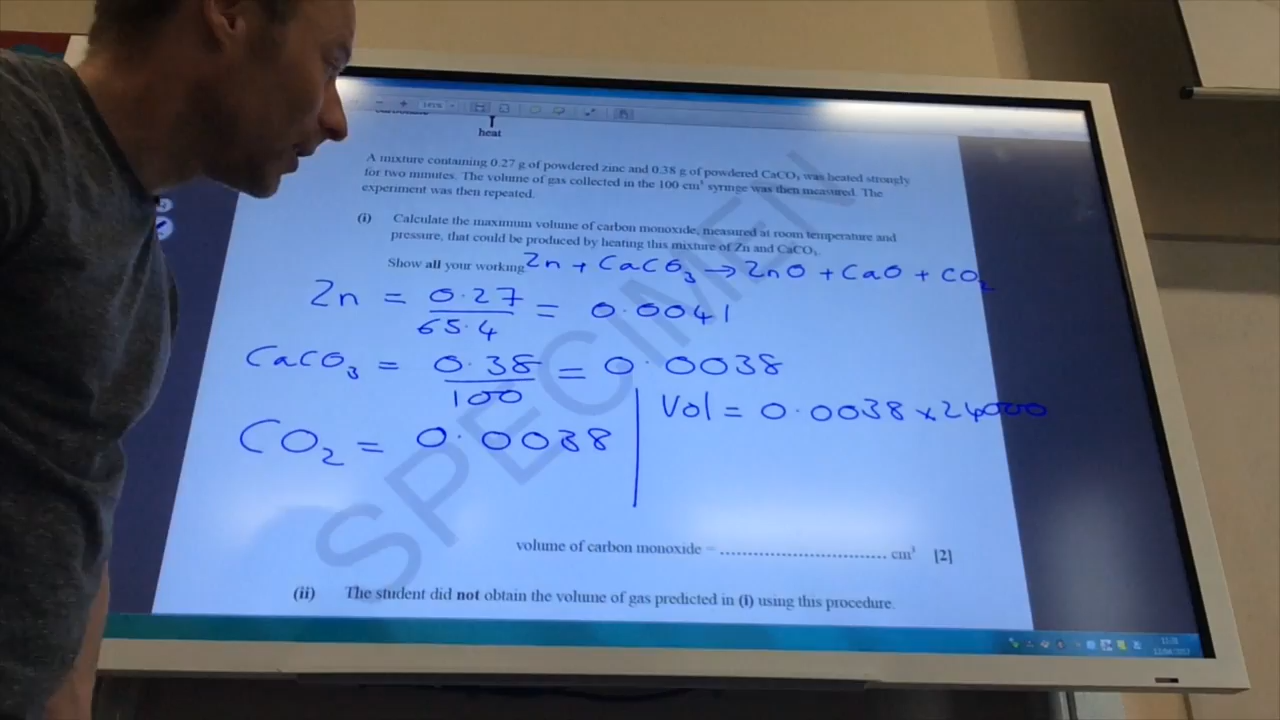 141%
heat
A mixture containing 0.27 g of powdered zinc and 0.38 g of powdered CaCO₃ was heated strongly
for two minutes. The volume of gas collected in the 100 cm³ syringe was then measured. The
experiment was then repeated.
(i) Calculate the maximum volume of carbon monoxide, measured at room temperature and
pressure, that could be produced by heating this mixture of Zn and CaCO₃.
Show all your working. Zn + CaCO₃ → ZnO + CaO + CO₂
Zn = 0.27 / 65.4 = 0.0041
CaCO₃ = 0.38 / 100 = 0.0038
Vol = 0.0038 × 24000
CO₂ = 0.0038
SPECIMEN
volume of carbon monoxide = ................................ cm³ [2]
(ii) The student did not obtain the volume of gas predicted in (i) using this procedure.